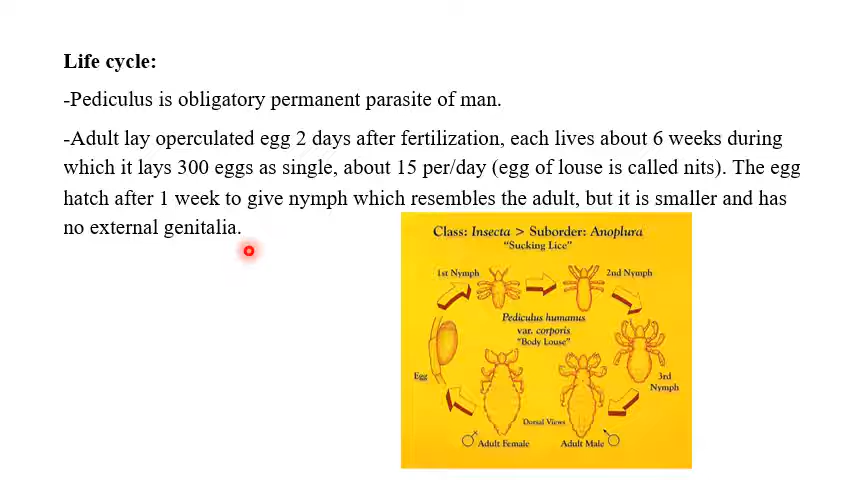 Life cycle:
-Pediculus is obligatory permanent parasite of man.
-Adult lay operculated egg 2 days after fertilization, each lives about 6 weeks during
which it lays 300 eggs as single, about 15 per/day (egg of louse is called nits). The egg
hatch after 1 week to give nymph which resembles the adult, but it is smaller and has
no external genitalia.
Class: Insecta > Suborder: Anoplura
"Sucking Lice"
1st Nymph
2nd Nymph
Pediculus humanus
var. corporis
"Body Louse"
Egg
3rd
Nymph
Dorsal Views
Adult Female
Adult Male